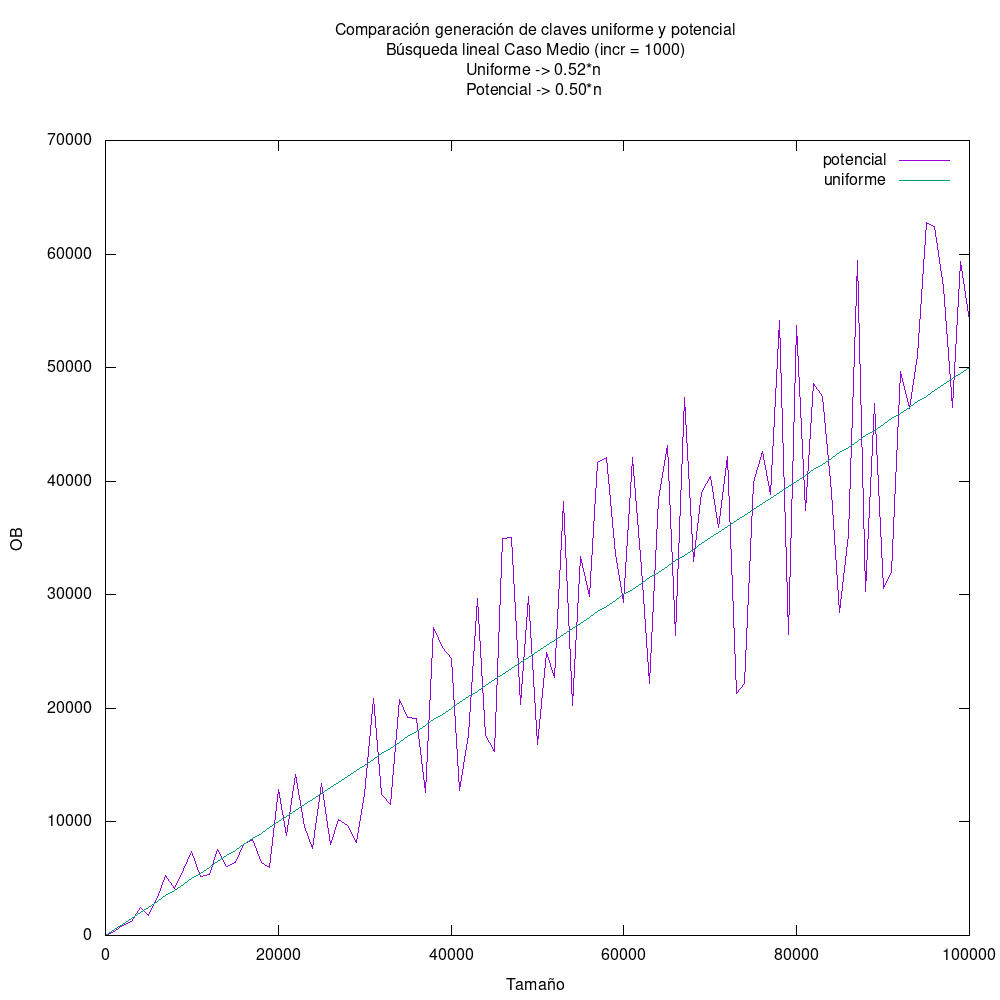 Comparación generación de claves uniforme y potencial
Búsqueda lineal Caso Medio (incr = 1000)
Uniforme -> 0.52*n
Potencial -> 0.50*n
70000
60000
50000
40000
30000
20000
10000
0
potencial
uniforme
OB
0
20000
40000
60000
80000
100000
Tamaño